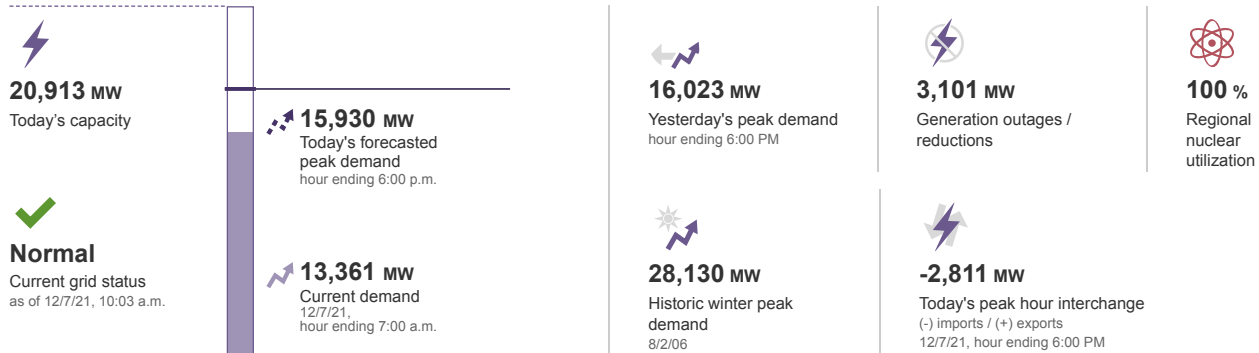 20,913 MW
Today's capacity
Normal
Current grid status
as of 12/7/21, 10:03 a.m.
15,930 MW
Today's forecasted
peak demand
hour ending 6:00 p.m.
13,361 MW
Current demand
12/7/21,
hour ending 7:00 a.m.
16,023 MW
Yesterday's peak demand
hour ending 6:00 PM
3,101 MW
Generation outages /
reductions
100 %
Regional
nuclear
utilization
28,130 MW
Historic winter peak
demand
8/2/06
-2,811 MW
Today's peak hour interchange
(-) imports / (+) exports
12/7/21, hour ending 6:00 PM